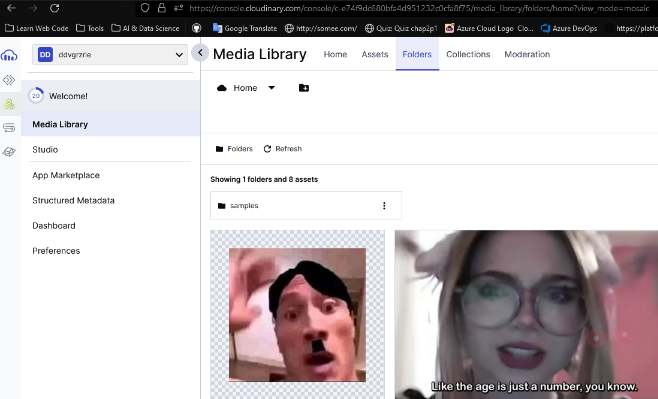 https://console.cloudinary.com/console/c-e74f9dc680bfa4d951232c0cfa8f75/media_library/folders/home?view_mode=mosaic
Learn Web Code
Tools
AI & Data Science
Google Translate
http://somee.com/
Quiz: Quiz chap2p1
Azure Cloud Logo Clo...
Azure DevOps
https://platfo
DD ddvgrzrie
Media Library
Home
Assets
Folders
Collections
Moderation
20 Welcome!
Media Library
Studio
App Marketplace
Structured Metadata
Dashboard
Preferences
Home
Folders
Refresh
Showing 1 folders and 8 assets
samples
Like the age is just a number, you know.